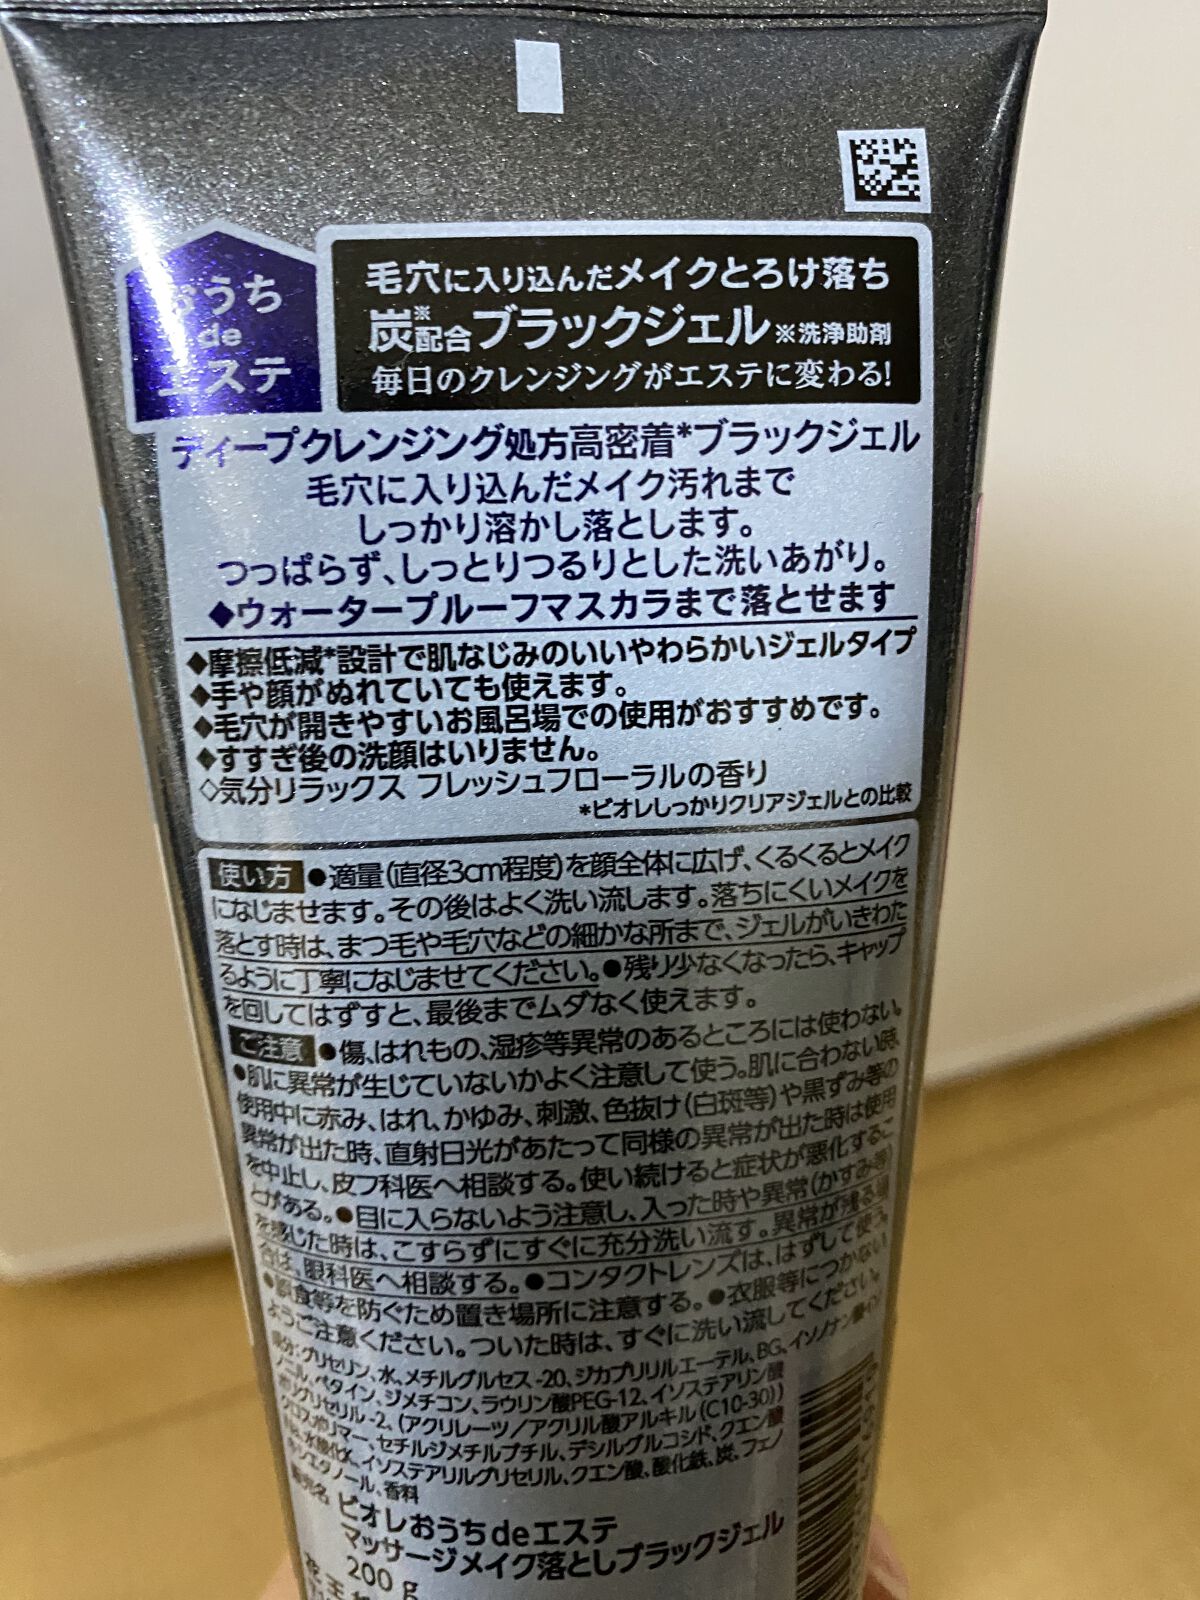 おうち
de
エステ
毛穴に入り込んだメイクとろけ落ち
炭※配合ブラックジェル ※洗浄助剤
毎日のクレンジングがエステに変わる!
ディープクレンジング処方高密着*ブラックジェル
毛穴に入り込んだメイク汚れまで
しっかり溶かし落とします。
つっぱらず、しっとりつるりとした洗いあがり。
◆ウォータープルーフマスカラまで落とせます
◆摩擦低減*設計で肌なじみのいいやわらかいジェルタイプ
◆手や顔がぬれていても使えます。
◆毛穴が開きやすいお風呂場での使用がおすすめです。
◆すすぎ後の洗顔はいりません。
◇気分リラックス フレッシュフローラルの香り
*ビオレしっかりクリアジェルとの比較
使い方 ●適量(直径3cm程度)を顔全体に広げ、くるくるとメイク
になじませます。その後はよく洗い流します。落ちにくいメイクを
落とす時は、まつ毛や毛穴などの細かな所まで、ジェルがいきわた
るように丁寧になじませてください。●残り少なくなったら、キャップ
を回してはずすと、最後までムダなく使えます。
ご注意 ●傷、はれもの、湿疹等異常のあるところには使わない。
●肌に異常が生じていないかよく注意して使う。肌に合わない時、
使用中に赤み、はれ、かゆみ、刺激、色抜け(白斑等)や黒ずみ等の
異常が出た時、直射日光があたって同様の異常が出た時は使用
を中止し、皮フ科医へ相談する。使い続けると症状が悪化するこ
とがある。●目に入らないよう注意し、入った時や異常(かすみ等)
を感じた時は、こすらずにすぐに充分洗い流す。異常が残る場
合は、眼科医へ相談する。●コンタクトレンズは、はずして使う。
●誤食等を防ぐため置き場所に注意する。●衣服等につかない
ようご注意ください。ついた時は、すぐに洗い流してください。
成分:グリセリン、水、メチルグルセス-20、ジカプリリルエーテル、BG、イソノナン酸イソ
ノニル、ベタイン、ジメチコン、ラウリン酸PEG-12、イソステアリン酸
ポリグリセリル-2、(アクリレーツ/アクリル酸アルキル(C10-30))
クロスポリマー、セチルジメチルブチル、デシルグルコシド、クエン酸
水酸化K、イソステアリルグリセリル、クエン酸、酸化鉄、炭、フェノ
キシエタノール、香料
販売名 ビオレおうちdeエステ
マッサージメイク落としブラックジェル
200 g
花王